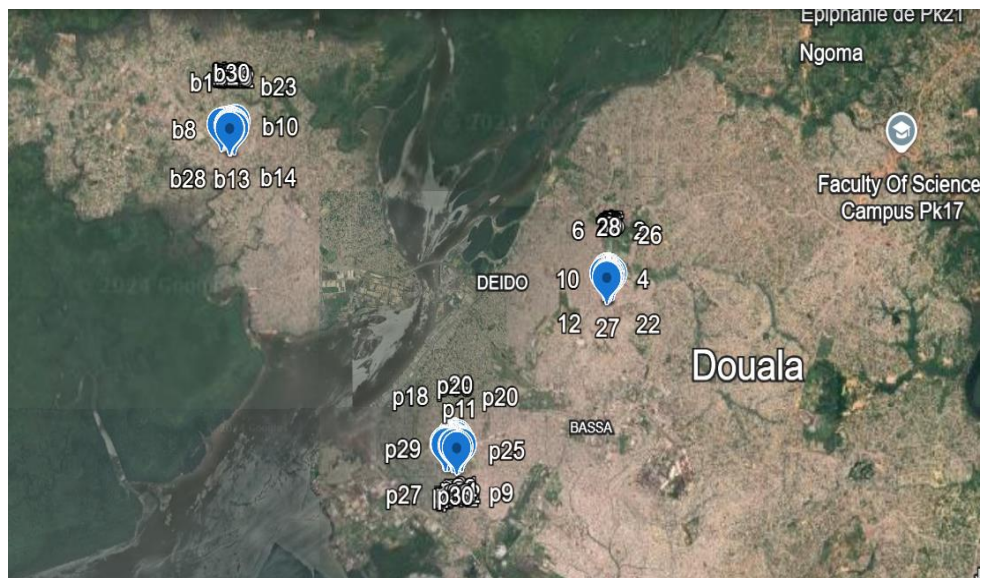 Epiphanie de Pk21
Ngoma
b30
b1
b23
b8
b10
b28 b13 b14
Faculty Of Science
Campus Pk17
28
6
26
DEIDO
10
4
12
27
22
Douala
p20
p18
p20
p11
BASSA
p29
p25
p27
p30
p9